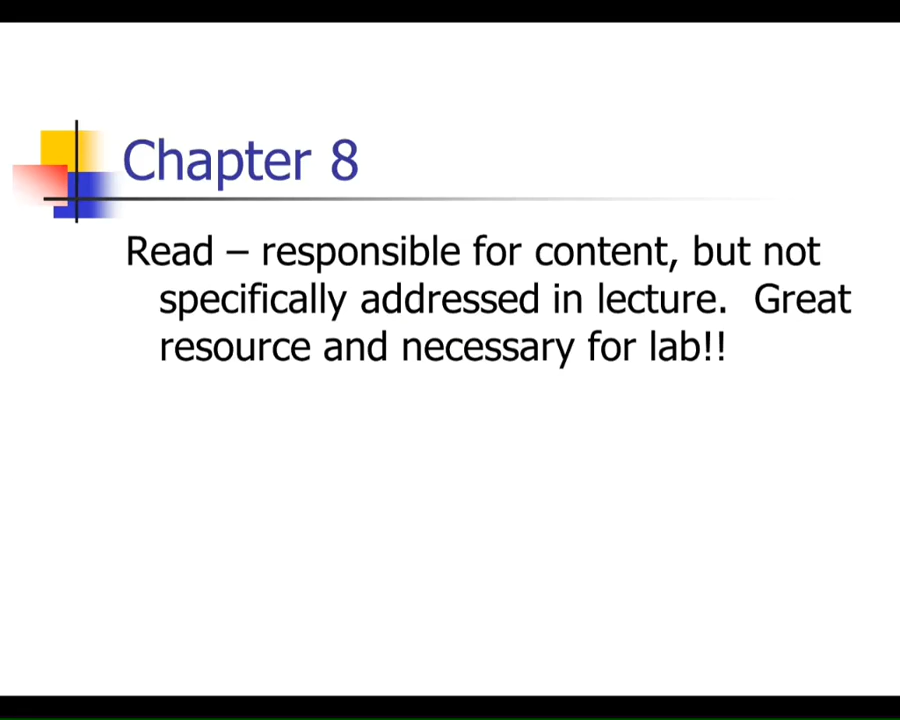 Chapter 8
Read – responsible for content, but not
specifically addressed in lecture.  Great
resource and necessary for lab!!